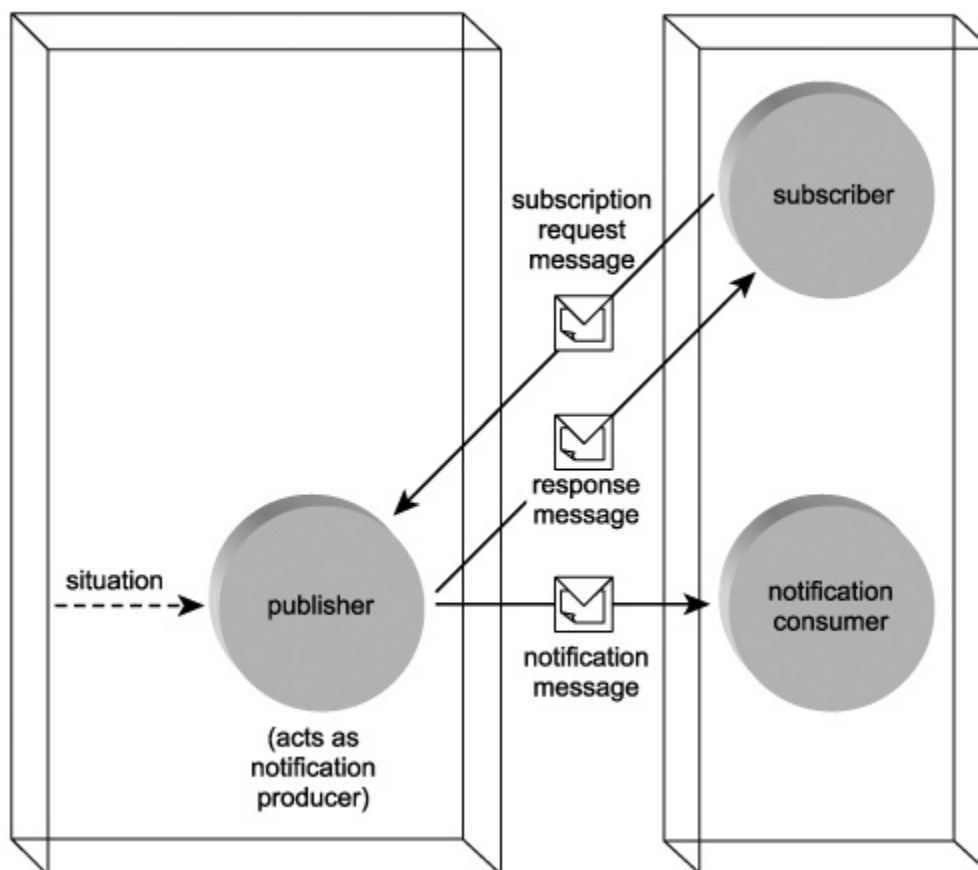 subscriber
subscription
request
message
response
message
situation
publisher
notification
consumer
notification
message
(acts as
notification
producer)